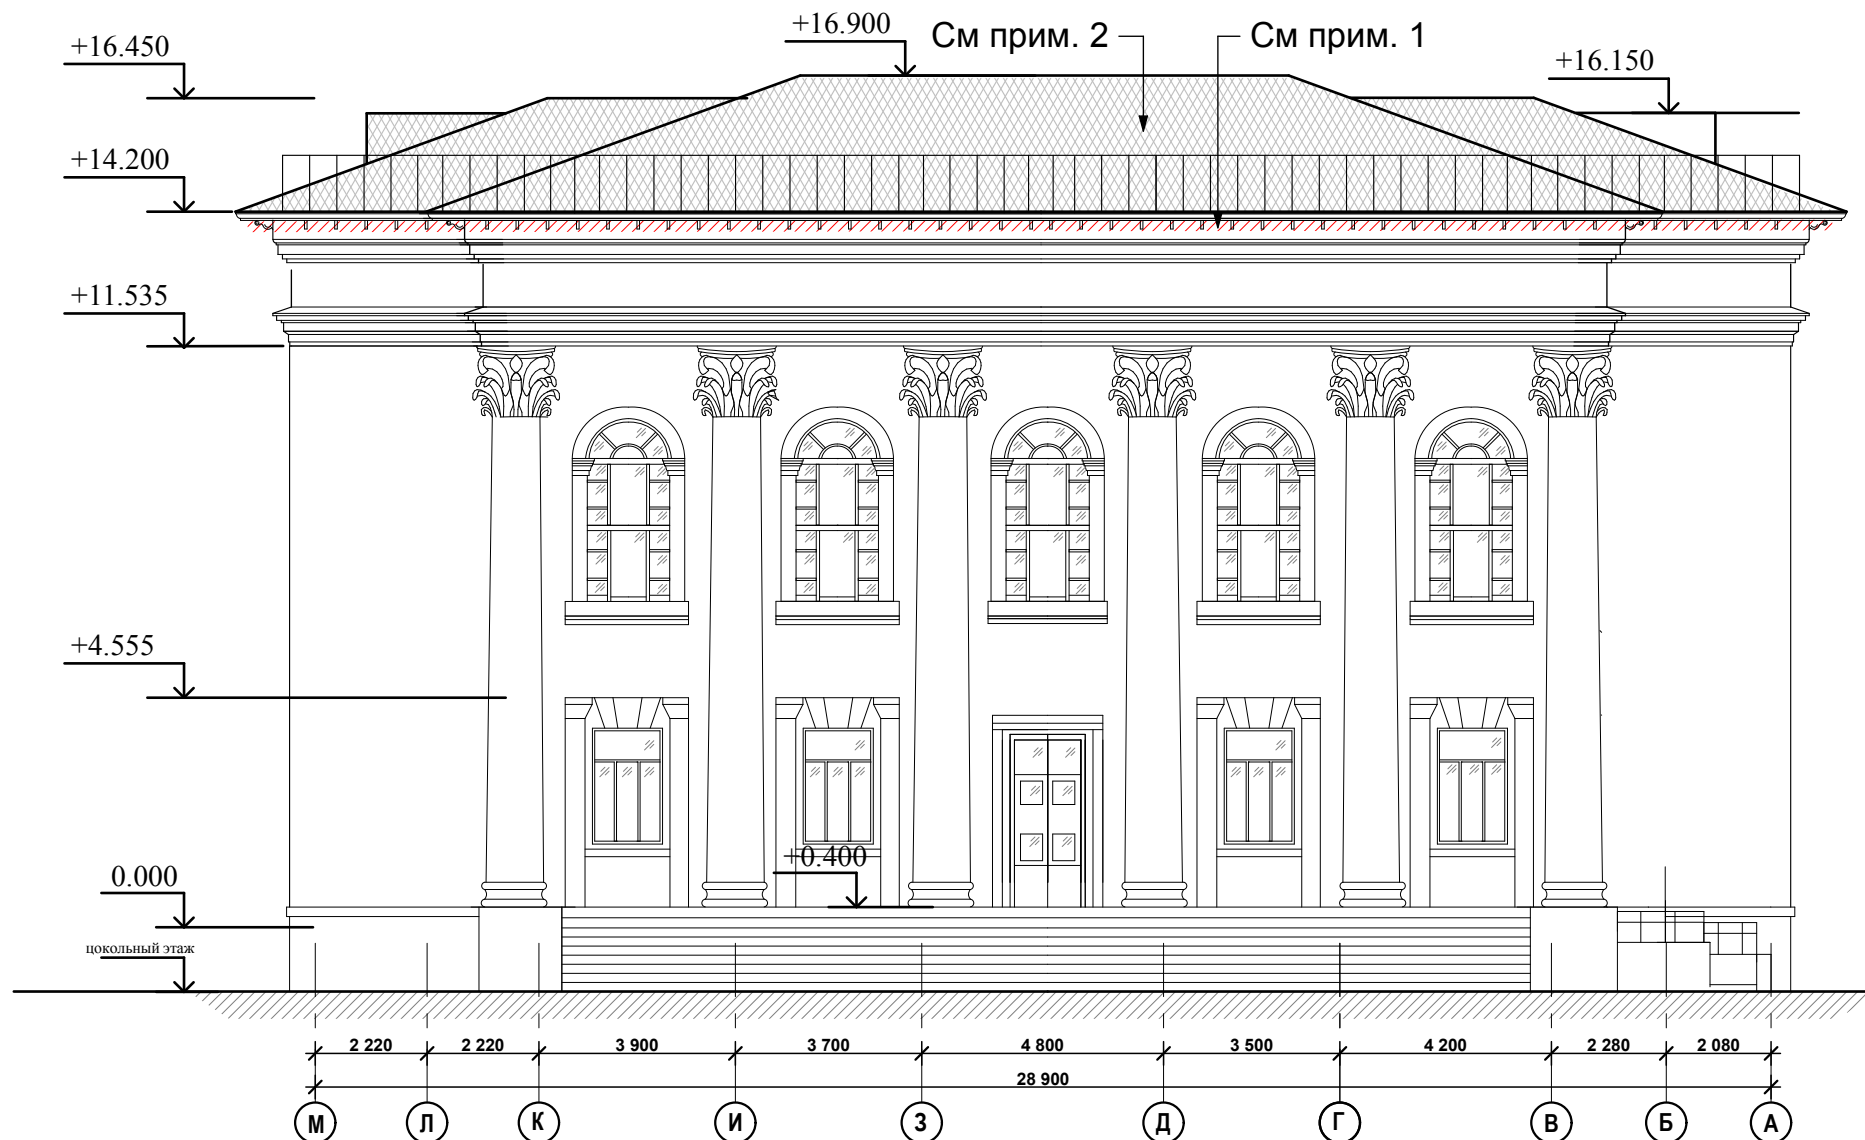 +16.900
См прим. 2
См прим. 1
+16.450
+16.150
+14.200
+11.535
+4.555
+0.400
0.000
цокольный этаж
2 220
2 220
3 900
3 700
4 800
3 500
4 200
2 280
2 080
28 900
М
Л
К
И
З
Д
Г
В
Б
А